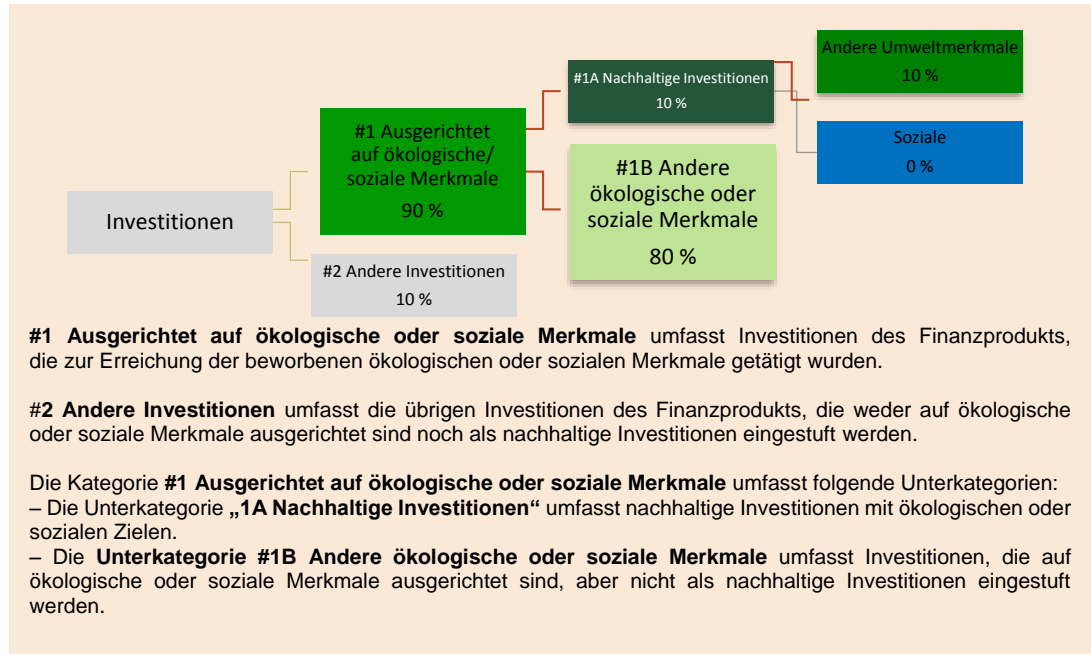 Investitionen
#1 Ausgerichtet
auf ökologische/
soziale Merkmale
90 %
#2 Andere Investitionen
10 %
#1A Nachhaltige Investitionen
10 %
#1B Andere
ökologische oder
soziale Merkmale
80 %
Andere Umweltmerkmale
10 %
Soziale
0 %
#1 Ausgerichtet auf ökologische oder soziale Merkmale umfasst Investitionen des Finanzprodukts,
die zur Erreichung der beworbenen ökologischen oder sozialen Merkmale getätigt wurden.
#2 Andere Investitionen umfasst die übrigen Investitionen des Finanzprodukts, die weder auf ökologische
oder soziale Merkmale ausgerichtet sind noch als nachhaltige Investitionen eingestuft werden.
Die Kategorie #1 Ausgerichtet auf ökologische oder soziale Merkmale umfasst folgende Unterkategorien:
– Die Unterkategorie „1A Nachhaltige Investitionen“ umfasst nachhaltige Investitionen mit ökologischen oder
sozialen Zielen.
– Die Unterkategorie #1B Andere ökologische oder soziale Merkmale umfasst Investitionen, die auf
ökologische oder soziale Merkmale ausgerichtet sind, aber nicht als nachhaltige Investitionen eingestuft
werden.